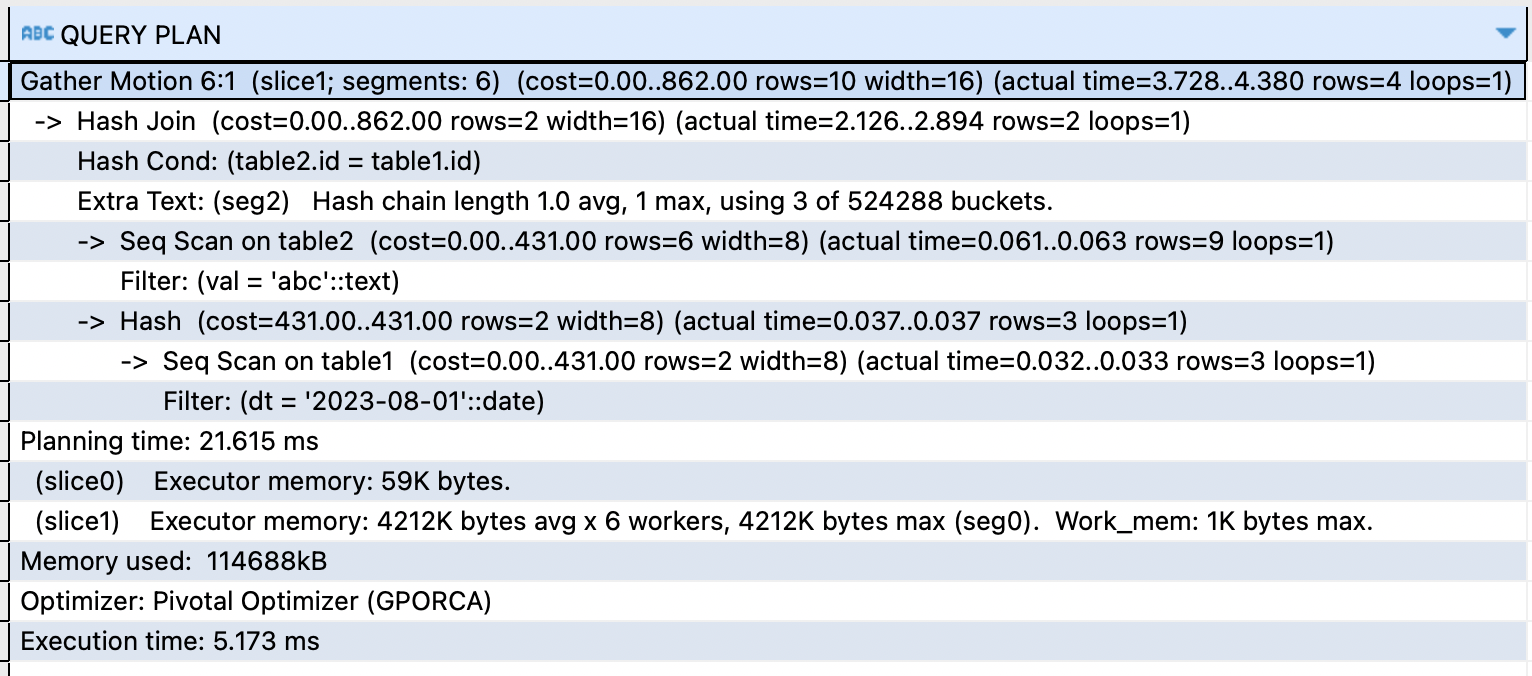 ABC QUERY PLAN
Gather Motion 6:1  (slice1; segments: 6)  (cost=0.00..862.00 rows=10 width=16) (actual time=3.728..4.380 rows=4 loops=1)
->  Hash Join  (cost=0.00..862.00 rows=2 width=16) (actual time=2.126..2.894 rows=2 loops=1)
Hash Cond: (table2.id = table1.id)
Extra Text: (seg2)   Hash chain length 1.0 avg, 1 max, using 3 of 524288 buckets.
->  Seq Scan on table2  (cost=0.00..431.00 rows=6 width=8) (actual time=0.061..0.063 rows=9 loops=1)
Filter: (val = 'abc'::text)
->  Hash  (cost=431.00..431.00 rows=2 width=8) (actual time=0.037..0.037 rows=3 loops=1)
->  Seq Scan on table1  (cost=0.00..431.00 rows=2 width=8) (actual time=0.032..0.033 rows=3 loops=1)
Filter: (dt = '2023-08-01'::date)
Planning time: 21.615 ms
(slice0)    Executor memory: 59K bytes.
(slice1)    Executor memory: 4212K bytes avg x 6 workers, 4212K bytes max (seg0).  Work_mem: 1K bytes max.
Memory used:  114688kB
Optimizer: Pivotal Optimizer (GPORCA)
Execution time: 5.173 ms